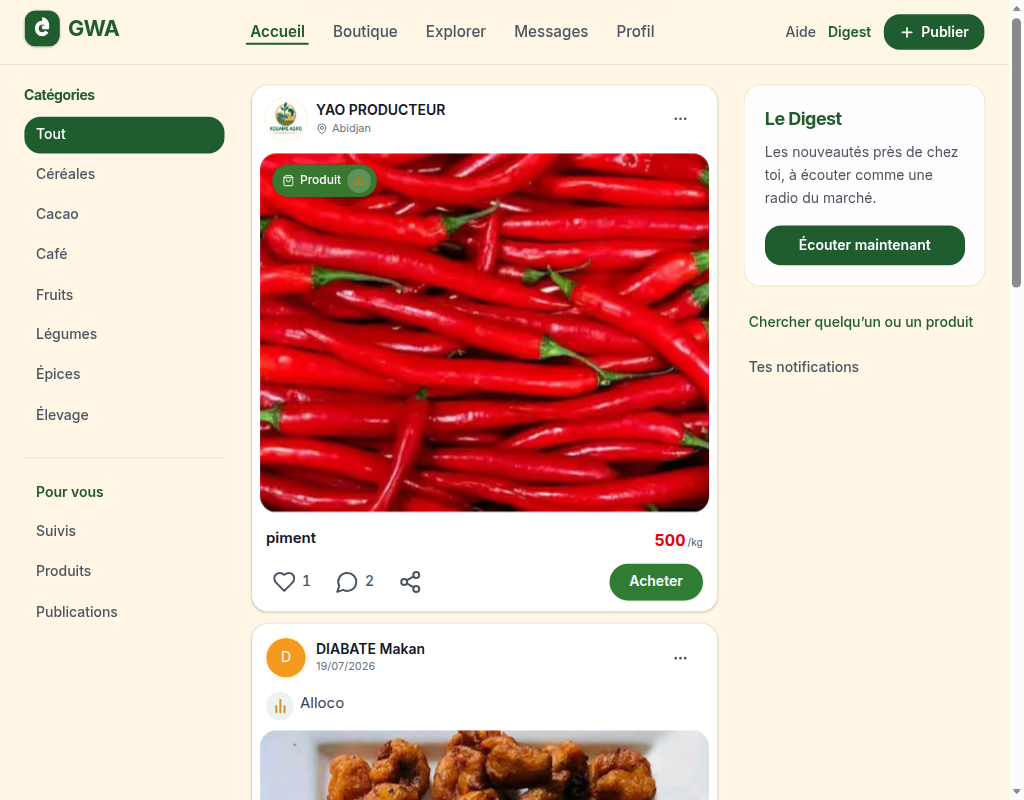 GWA
Accueil
Boutique
Explorer
Messages
Profil
Aide
Digest
Publier
Catégories
Tout
Céréales
Cacao
Café
Fruits
Légumes
Épices
Élevage
Pour vous
Suivis
Produits
Publications
YAO PRODUCTEUR
Abidjan
KOUAME AGRO
Produit
piment
500 /kg
1
2
Acheter
D
DIABATE Makan
19/07/2026
Alloco
Le Digest
Les nouveautés près de chez
toi, à écouter comme une
radio du marché.
Écouter maintenant
Chercher quelqu’un ou un produit
Tes notifications